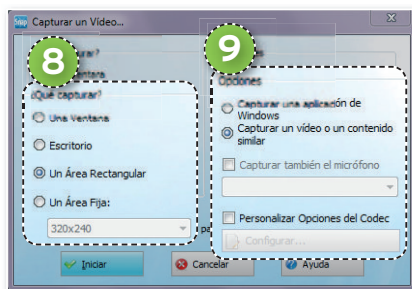 Snap Capturar un Vídeo...
8
9
¿Qué capturar?
Una Ventana
Escritorio
Un Área Rectangular
Un Área Fija:
320x240
Opciones
Capturar una aplicación de
Windows
Capturar un vídeo o un contenido
similar
Capturar también el micrófono
Personalizar Opciones del Codec
Configurar...
Iniciar
Cancelar
Ayuda